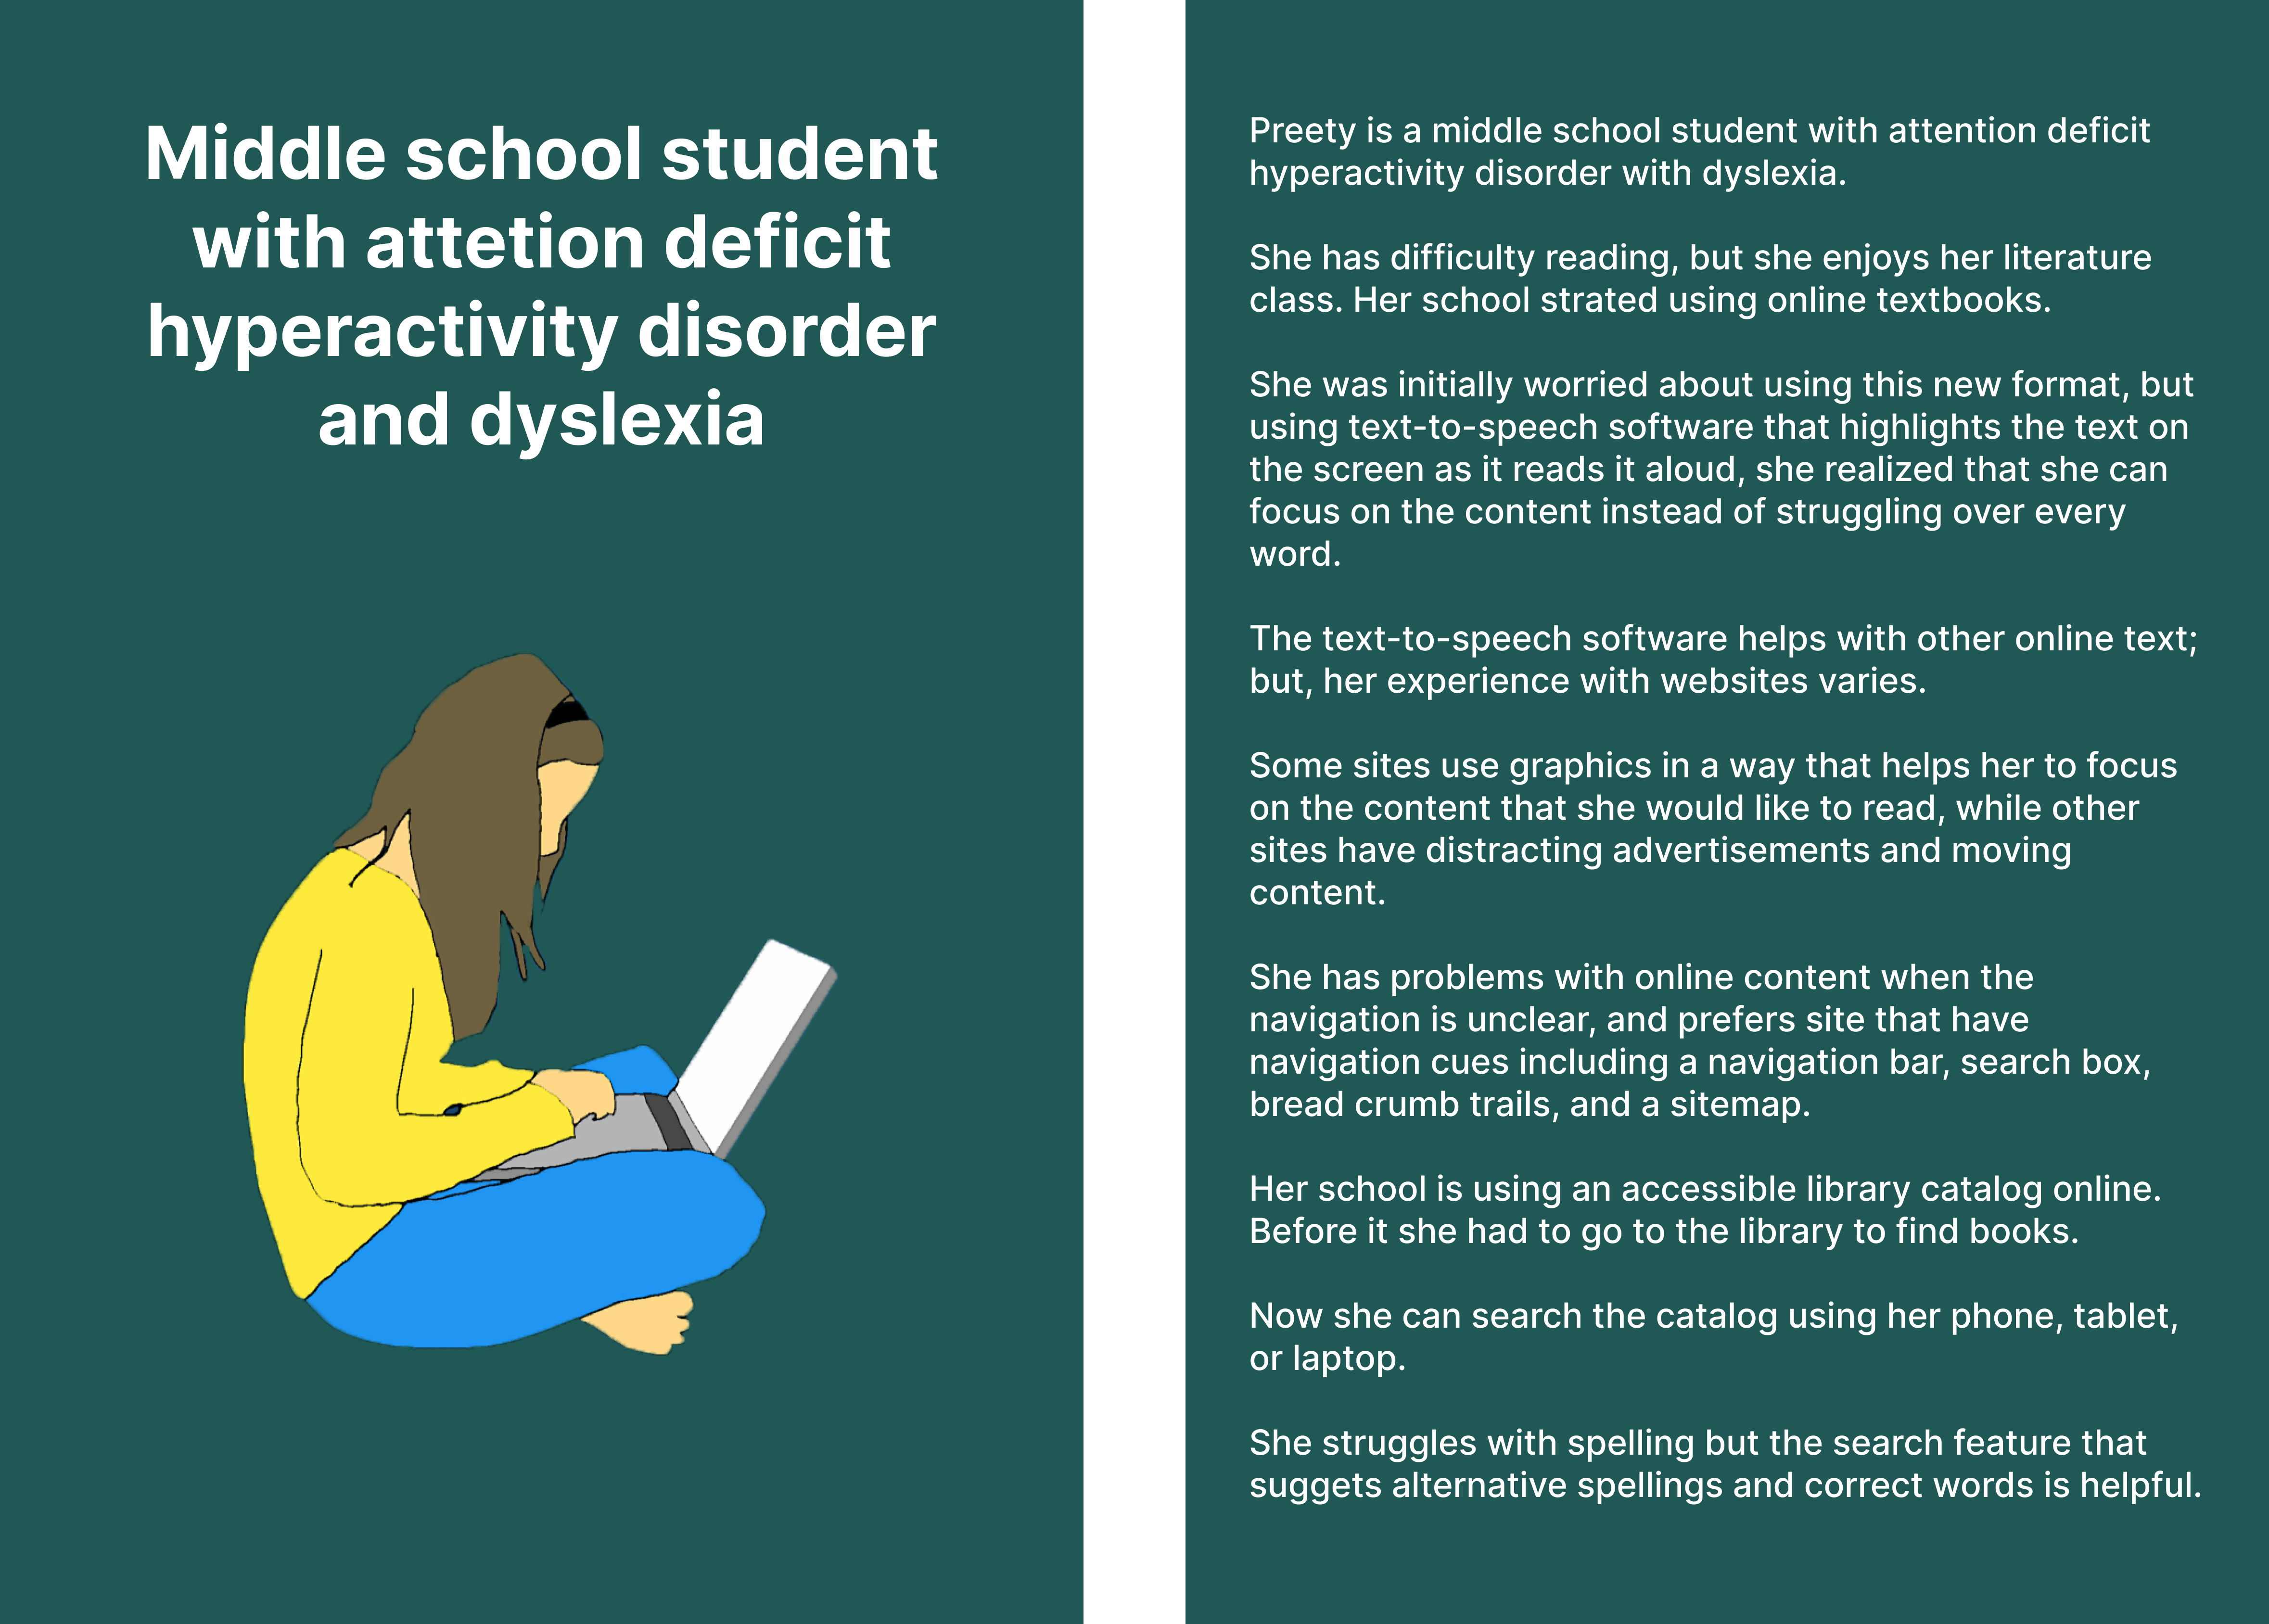 Middle school student
with attetion deficit
hyperactivity disorder
and dyslexia
Preety is a middle school student with attention deficit
hyperactivity disorder with dyslexia.
She has difficulty reading, but she enjoys her literature
class. Her school strated using online textbooks.
She was initially worried about using this new format, but
using text-to-speech software that highlights the text on
the screen as it reads it aloud, she realized that she can
focus on the content instead of struggling over every
word.
The text-to-speech software helps with other online text;
but, her experience with websites varies.
Some sites use graphics in a way that helps her to focus
on the content that she would like to read, while other
sites have distracting advertisements and moving
content.
She has problems with online content when the
navigation is unclear, and prefers site that have
navigation cues including a navigation bar, search box,
bread crumb trails, and a sitemap.
Her school is using an accessible library catalog online.
Before it she had to go to the library to find books.
Now she can search the catalog using her phone, tablet,
or laptop.
She struggles with spelling but the search feature that
suggets alternative spellings and correct words is helpful.